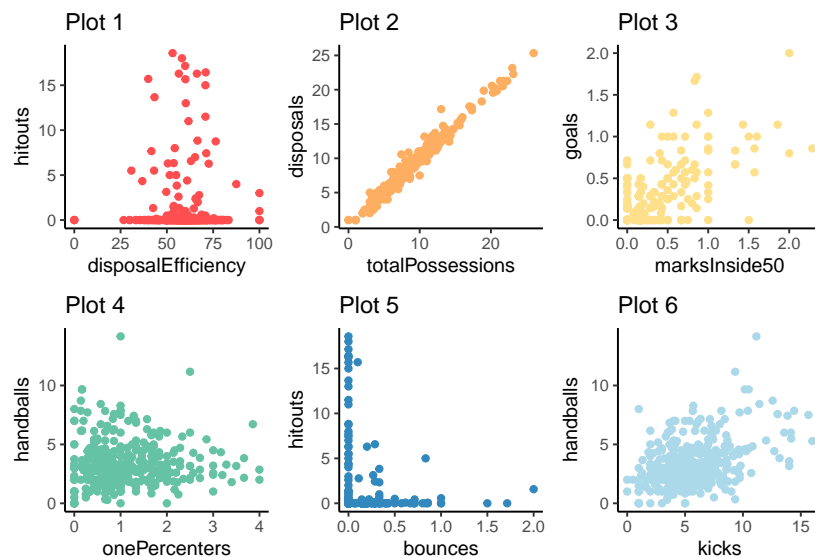 Plot 1
15
10
5
0
hitouts
0
25
50
75
100
disposalEfficiency
Plot 2
25
20
15
10
5
0
disposals
0
10
20
totalPossessions
Plot 3
2.0
1.5
1.0
0.5
0.0
goals
0.0
0.5
1.0
1.5
2.0
marksInside50
Plot 4
10
5
0
handballs
0
1
2
3
4
onePercenters
Plot 5
15
10
5
0
hitouts
0.0
0.5
1.0
1.5
2.0
bounces
Plot 6
10
5
0
handballs
0
5
10
15
kicks